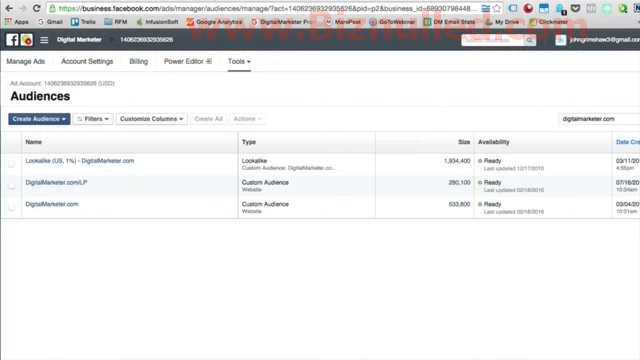 https://business.facebook.com/ads/manager/audiences/manage/?act=1406236932935626&pid=p2&business_id=68930798448...
Apps
Trello
RFM
InfusionSoft
Google Analytics
DigitalMarketer Pro
MarsPost
GoToWebinar
DM Email Stats
Clickmeter
www.Biznulled.com
Digital Marketer
1406236932935626
Search
johngrimshaw3@gmail.com
Manage Ads
Account Settings
Billing
Power Editor
Tools
Ad Account: 1406236932935626 (USD)
Audiences
Create Audience
Filters
Customize Columns
Create Ad
Actions
digitalmarketer.com
Name Type Size Availability Date Cre
Lookalike (US, 1%) - DigitalMarketer.com Lookalike 1,934,400 Ready 03/11/20
Custom Audience: DigitalMarketer.co... Last updated 12/17/2015 4:55pm
DigitalMarketer.com/LP Custom Audience 280,100 Ready 07/16/20
Website Last updated 02/18/2016 10:34am
DigitalMarketer.com Custom Audience 533,600 Ready 03/04/20
Website Last updated 02/18/2016 10:31am